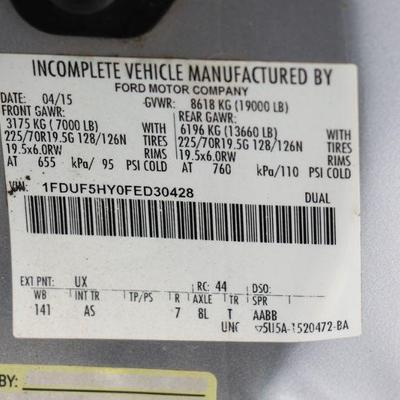 INCOMPLETE VEHICLE MANUFACTURED BY
FORD MOTOR COMPANY
DATE: 04/15 GVWR: 8618 KG (19000 LB)
FRONT GAWR: REAR GAWR:
3175 KG (7000 LB) WITH 6196 KG (13660 LB) WITH
225/70R19.5G 128/126N TIRES 225/70R19.5G 128/126N TIRES
19.5x6.0RW RIMS 19.5x6.0RW RIMS
AT 655 kPa/ 95 PSI COLD AT 760 kPa/110 PSI COLD
VIN: 1FDUF5HY0FED30428 DUAL
EXT PNT: UX RC: 44 DSO:
WB INT TR TP/PS R AXLE TR SPR
141 AS 7 8L T AABB
UNC 5U5A-1520472-BA
BY: